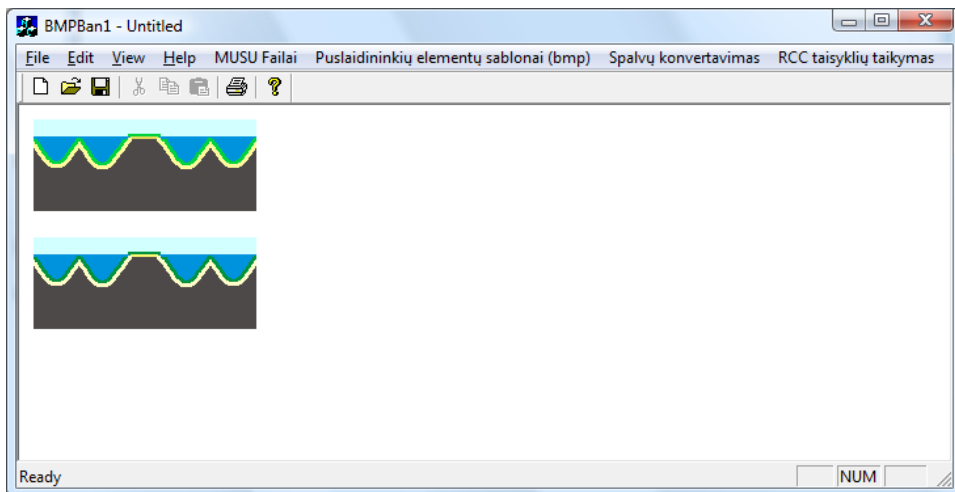 BMPBan1 - Untitled
File Edit View Help MUSU Failai Puslaidininkių elementų sablonai (bmp) Spalvų konvertavimas RCC taisyklių taikymas
Ready NUM